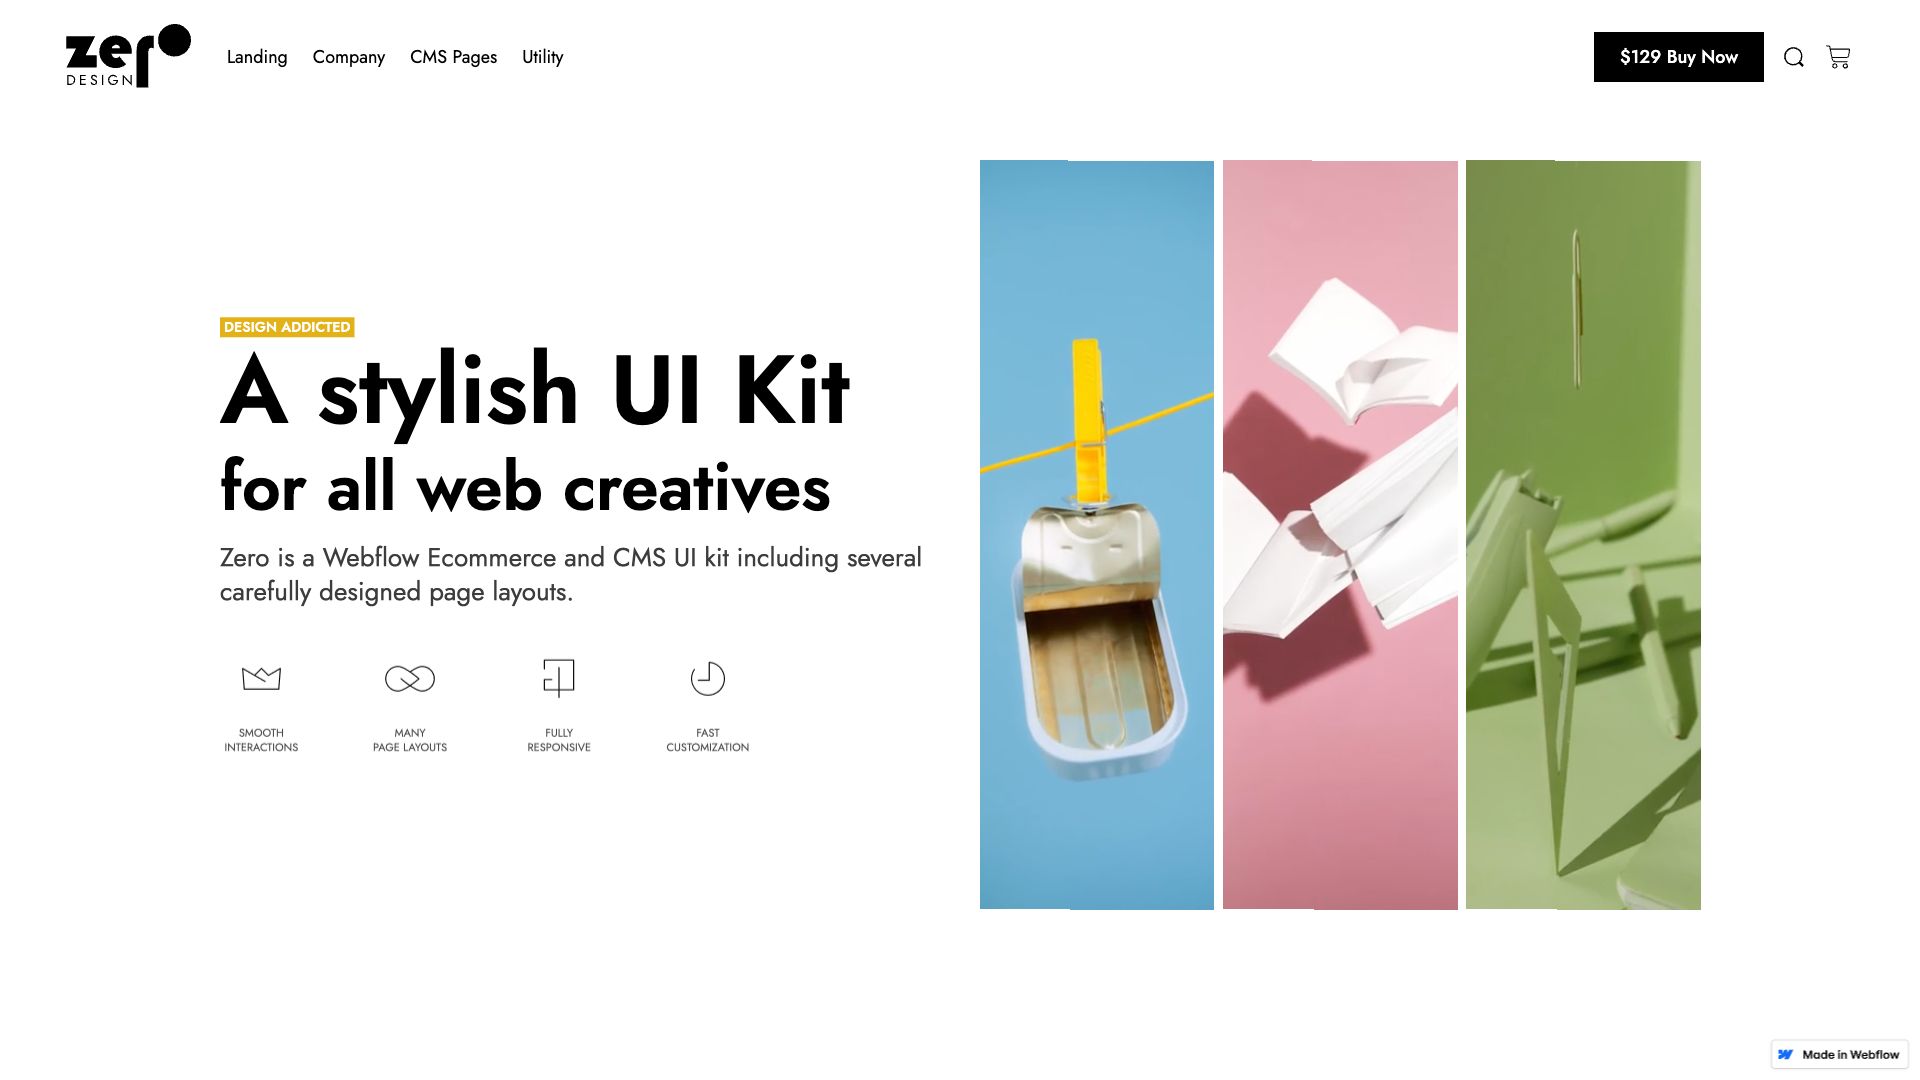 zero
DESIGN
Landing
Company
CMS Pages
Utility
$129 Buy Now
DESIGN ADDICTED
A stylish UI Kit
for all web creatives
Zero is a Webflow Ecommerce and CMS UI kit including several
carefully designed page layouts.
SMOOTH
INTERACTIONS
MANY
PAGE LAYOUTS
FULLY
RESPONSIVE
FAST
CUSTOMIZATION
Made in Webflow